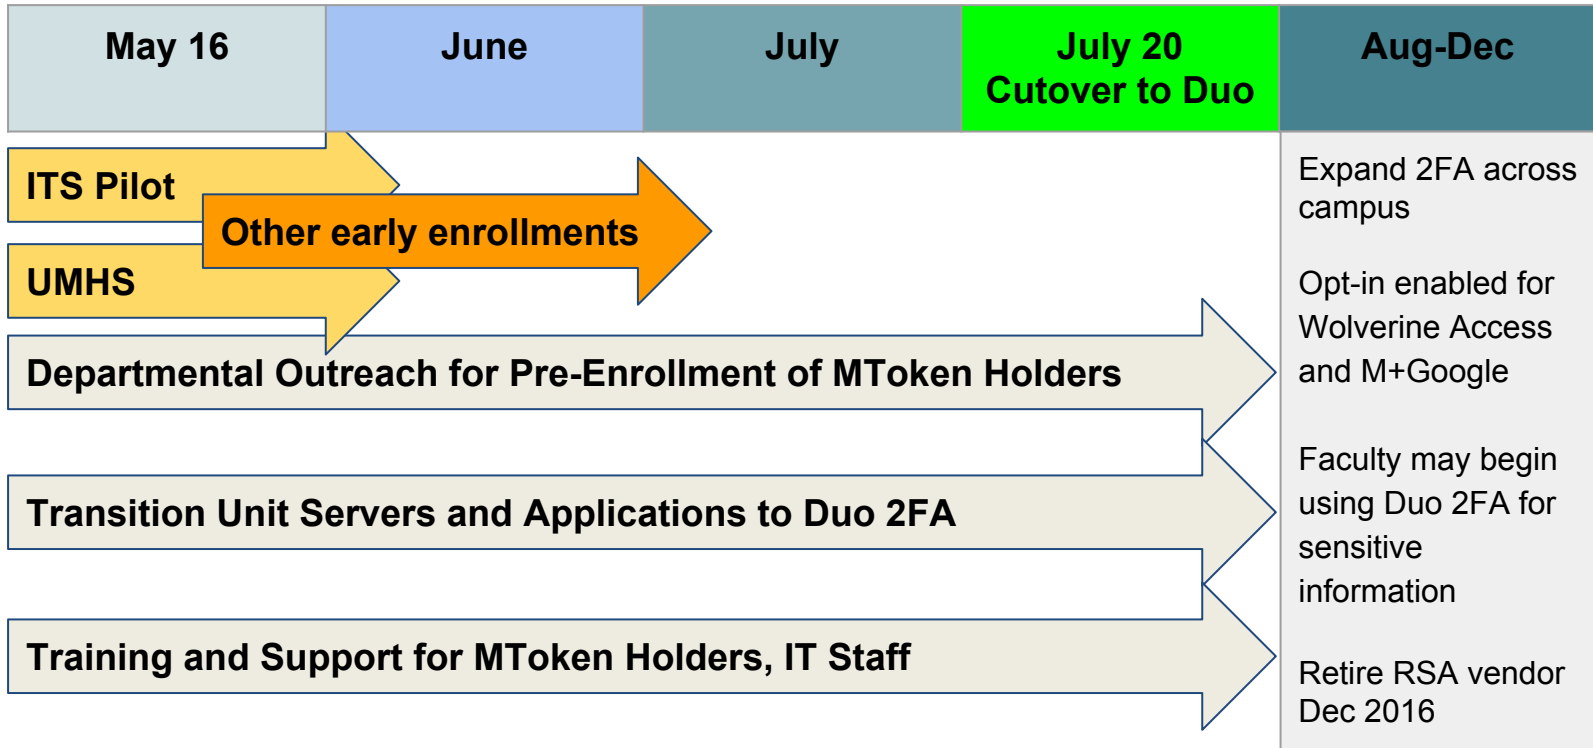 May 16
June
July
July 20
Cutover to Duo
Aug-Dec
ITS Pilot
Other early enrollments
UMHS
Departmental Outreach for Pre-Enrollment of MToken Holders
Transition Unit Servers and Applications to Duo 2FA
Training and Support for MToken Holders, IT Staff
Expand 2FA across
campus
Opt-in enabled for
Wolverine Access
and M+Google
Faculty may begin
using Duo 2FA for
sensitive
information
Retire RSA vendor
Dec 2016